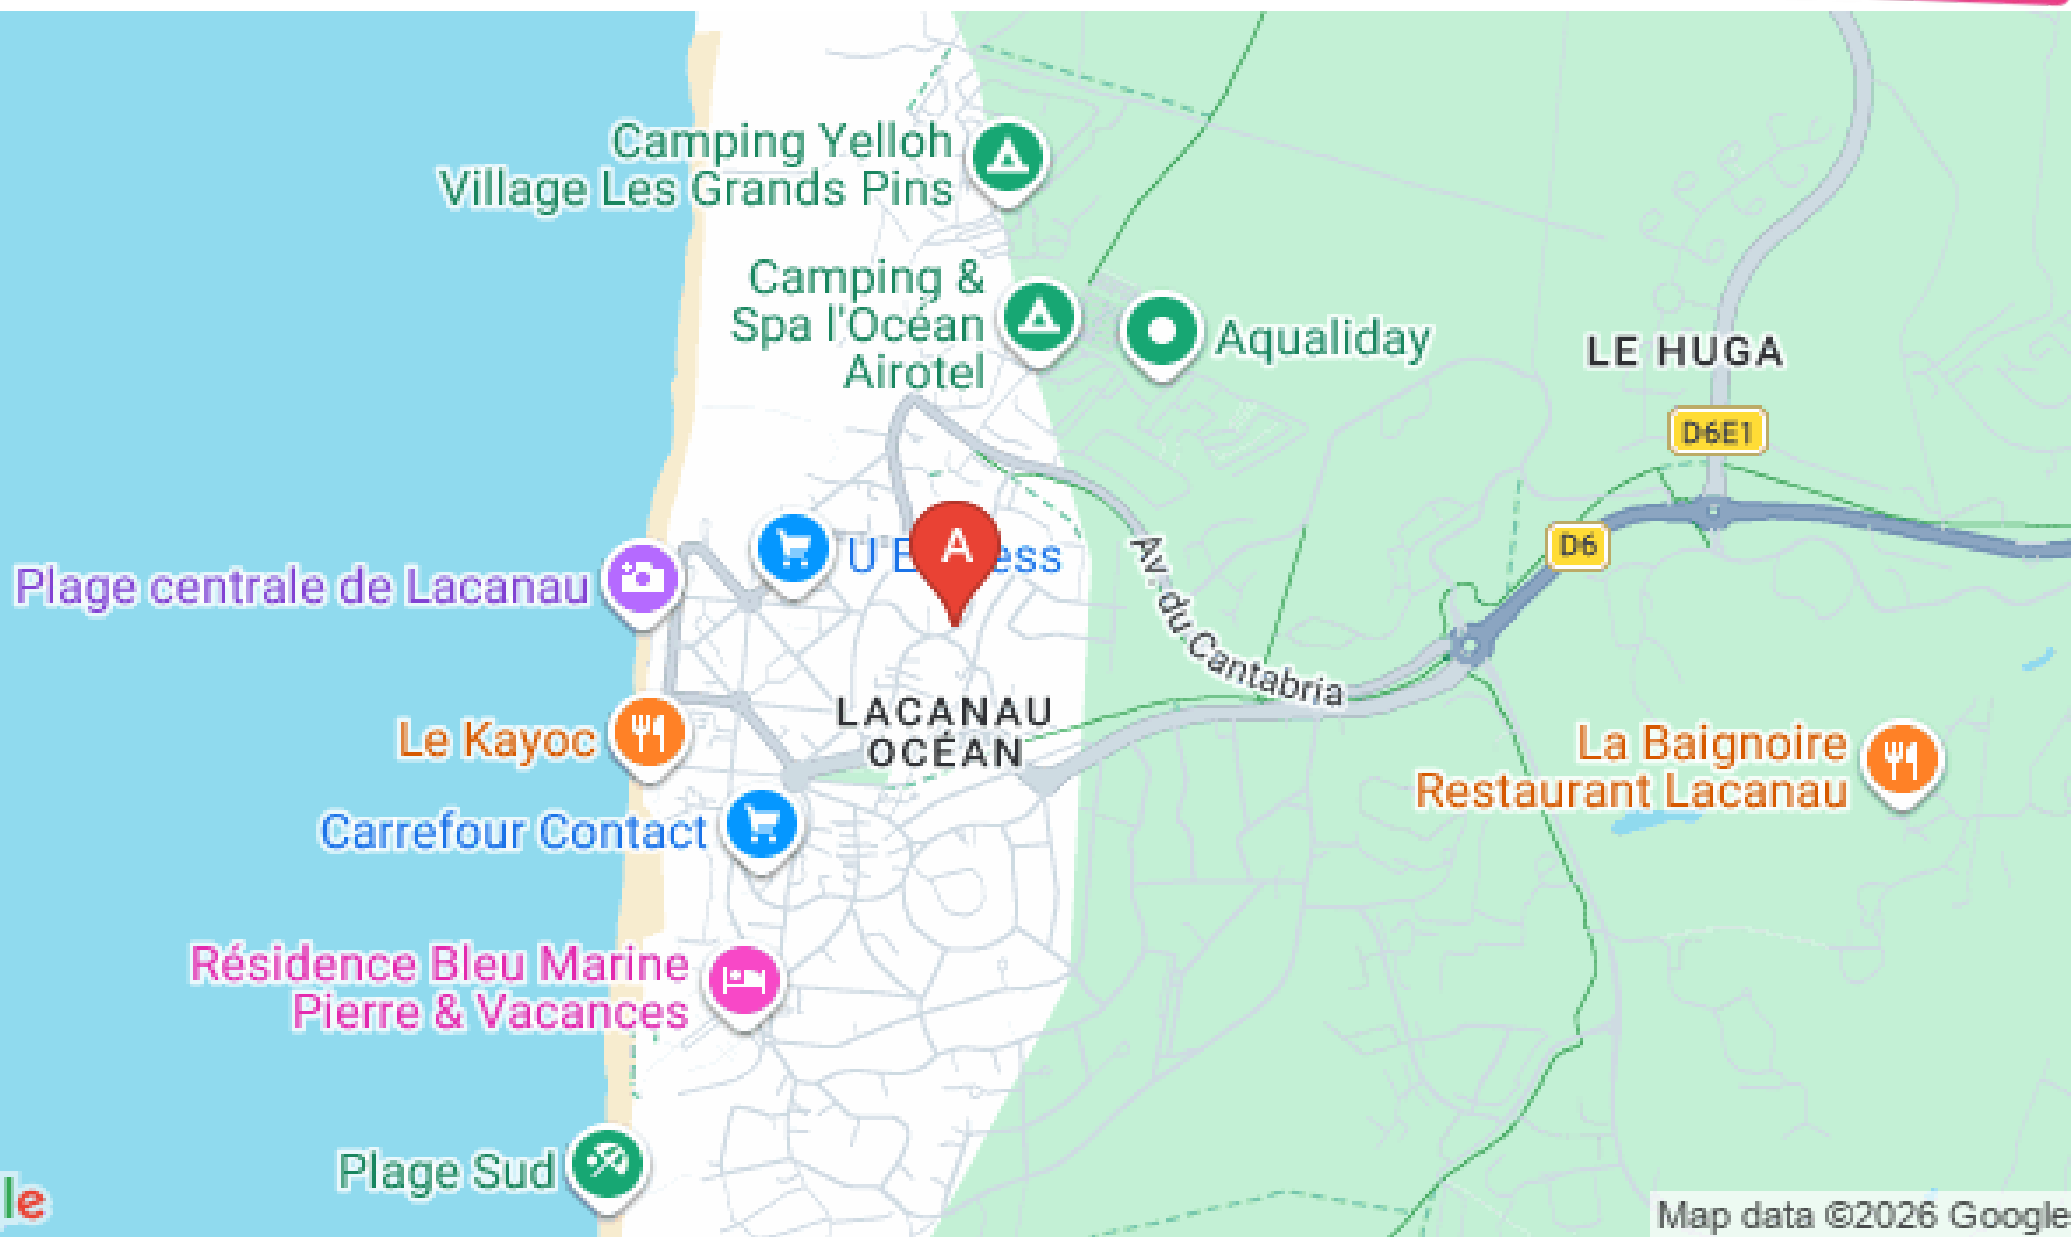 Camping Yelloh
Village Les Grands Pins
Camping &
Spa l'Océan
Airotel
Aqualiday
LE HUGA
D6E1
D6
A
U
Plage centrale de Lacanau
Av. du Cantabria
LACANAU
OCÉAN
Le Kayoc
La Baignoire
Restaurant Lacanau
Carrefour Contact
Résidence Bleu Marine
Pierre & Vacances
Plage Sud
le
Map data ©2026 Google